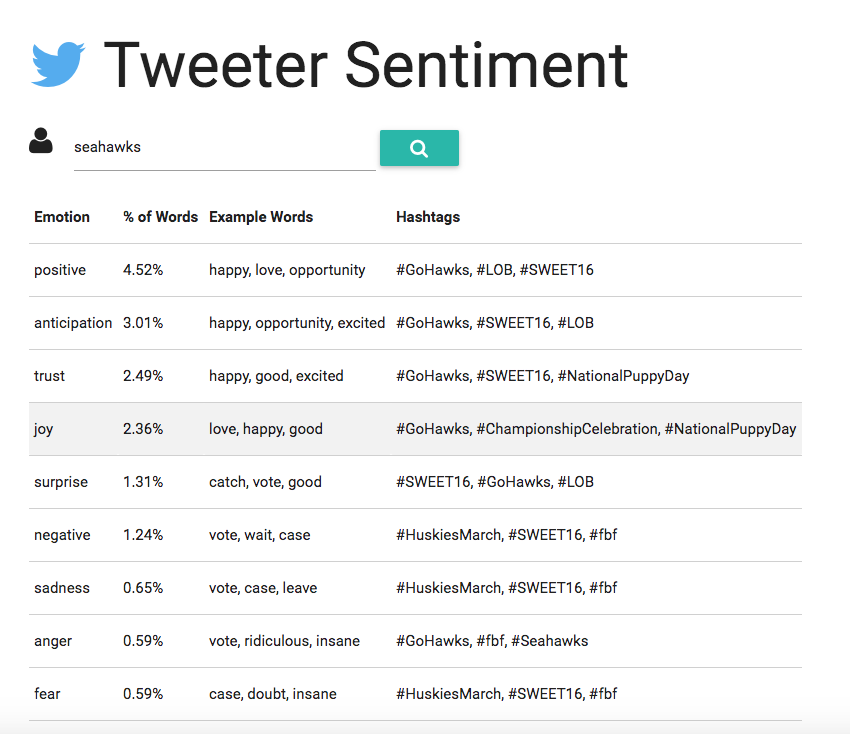 Tweeter Sentiment
seahawks
Emotion % of Words Example Words Hashtags
positive 4.52% happy, love, opportunity #GoHawks, #LOB, #SWEET16
anticipation 3.01% happy, opportunity, excited #GoHawks, #SWEET16, #LOB
trust 2.49% happy, good, excited #GoHawks, #SWEET16, #NationalPuppyDay
joy 2.36% love, happy, good #GoHawks, #ChampionshipCelebration, #NationalPuppyDay
surprise 1.31% catch, vote, good #SWEET16, #GoHawks, #LOB
negative 1.24% vote, wait, case #HuskiesMarch, #SWEET16, #fbf
sadness 0.65% vote, case, leave #HuskiesMarch, #SWEET16, #fbf
anger 0.59% vote, ridiculous, insane #GoHawks, #fbf, #Seahawks
fear 0.59% case, doubt, insane #HuskiesMarch, #SWEET16, #fbf